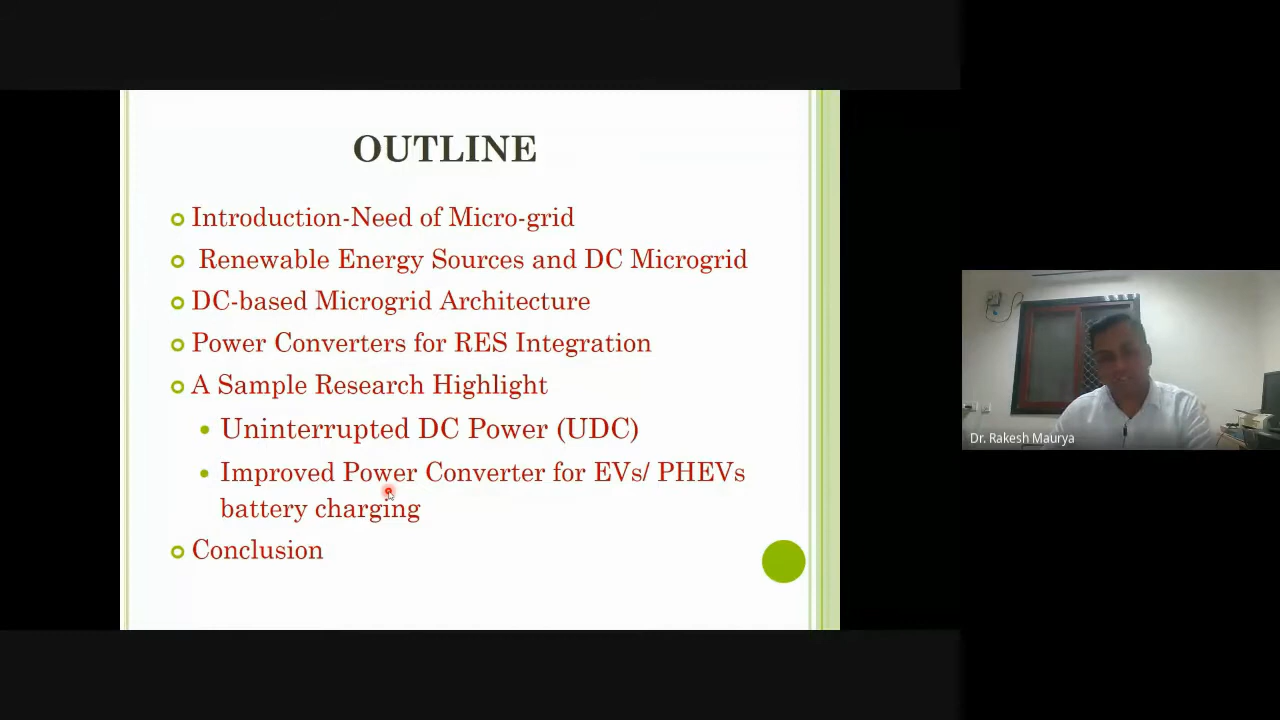 OUTLINE
Introduction-Need of Micro-grid
Renewable Energy Sources and DC Microgrid
DC-based Microgrid Architecture
Power Converters for RES Integration
A Sample Research Highlight
Uninterrupted DC Power (UDC)
Improved Power Converter for EVs/ PHEVs
battery charging
Conclusion
Dr. Rakesh Maurya